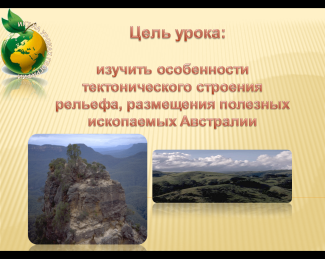 Цель урока:
изучить особенности
тектонического строения
рельефа, размещения полезных
ископаемых Австралии